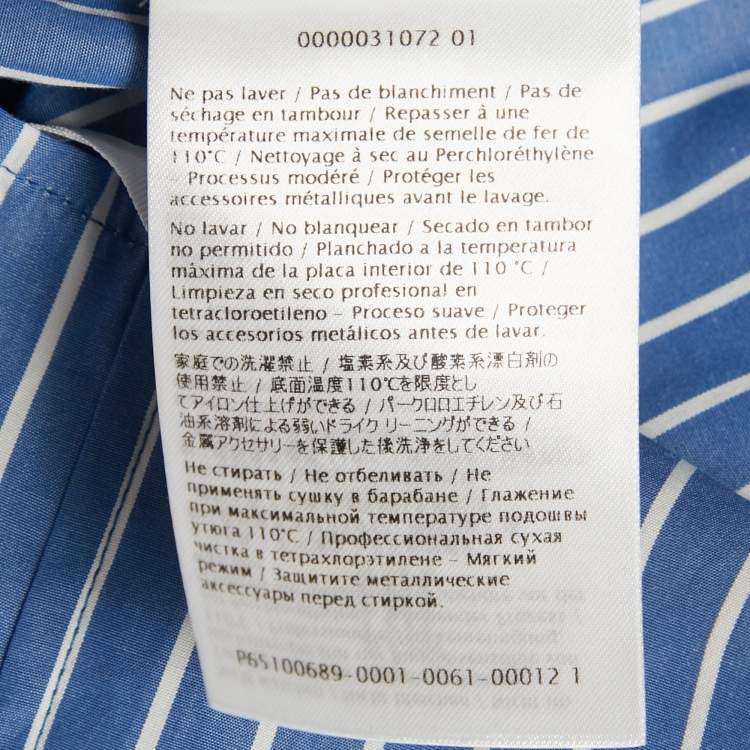 0000031072 01
Ne pas laver / Pas de blanchiment / Pas de
séchage en tambour / Repasser à une
température maximale de semelle de fer de
110°C / Nettoyage à sec au Perchloréthylène
– Processus modéré / Protéger les
accessoires métalliques avant le lavage.
No lavar / No blanquear / Secado en tambor
no permitido / Planchado a la temperatura
máxima de la placa interior de 110 °C /
Limpieza en seco profesional en
tetracloroetileno – Proceso suave / Proteger
los accesorios metálicos antes de lavar.
家庭での洗濯禁止 / 塩素系及び酸素系漂白剤の
使用禁止 / 底面温度110℃を限度とし
てアイロン仕上げができる / パークロロエチレン及び石
油系溶剤による弱いドライクリーニングができる /
金属アクセサリーを保護した後洗浄をしてください
Не стирать / Не отбеливать / Не
применять сушку в барабане / Глажение
при максимальной температуре подошвы
утюга 110°C / Профессиональная сухая
чистка в тетрахлорэтилене – Мягкий
режим / Защитите металлические
аксессуары перед стиркой.
P65100689-0001-0061-00012 1